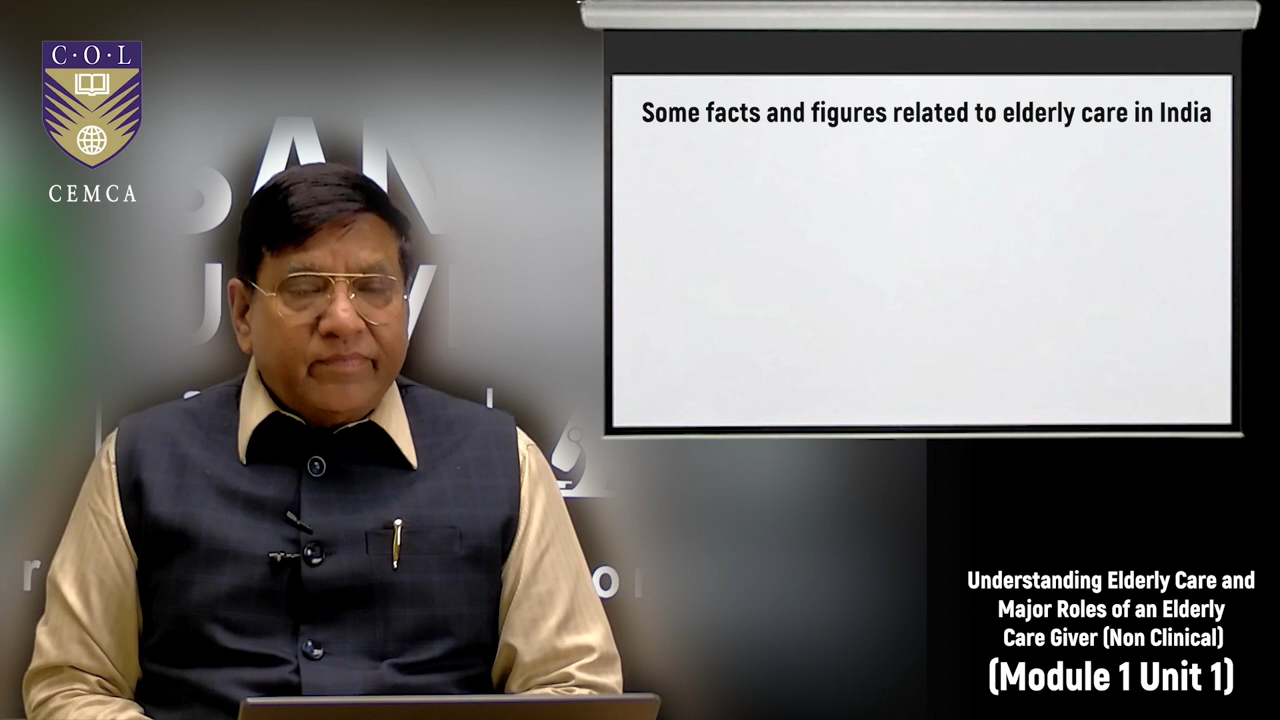 C·O·L
CEMCA
Some facts and figures related to elderly care in India
Understanding Elderly Care and
Major Roles of an Elderly
Care Giver (Non Clinical)
(Module 1 Unit 1)